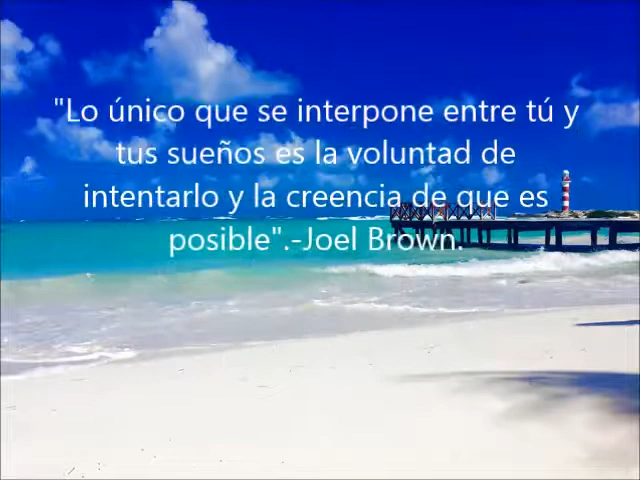 "Lo único que se interpone entre tú y
tus sueños es la voluntad de
intentarlo y la creencia de que es
posible".-Joel Brown.